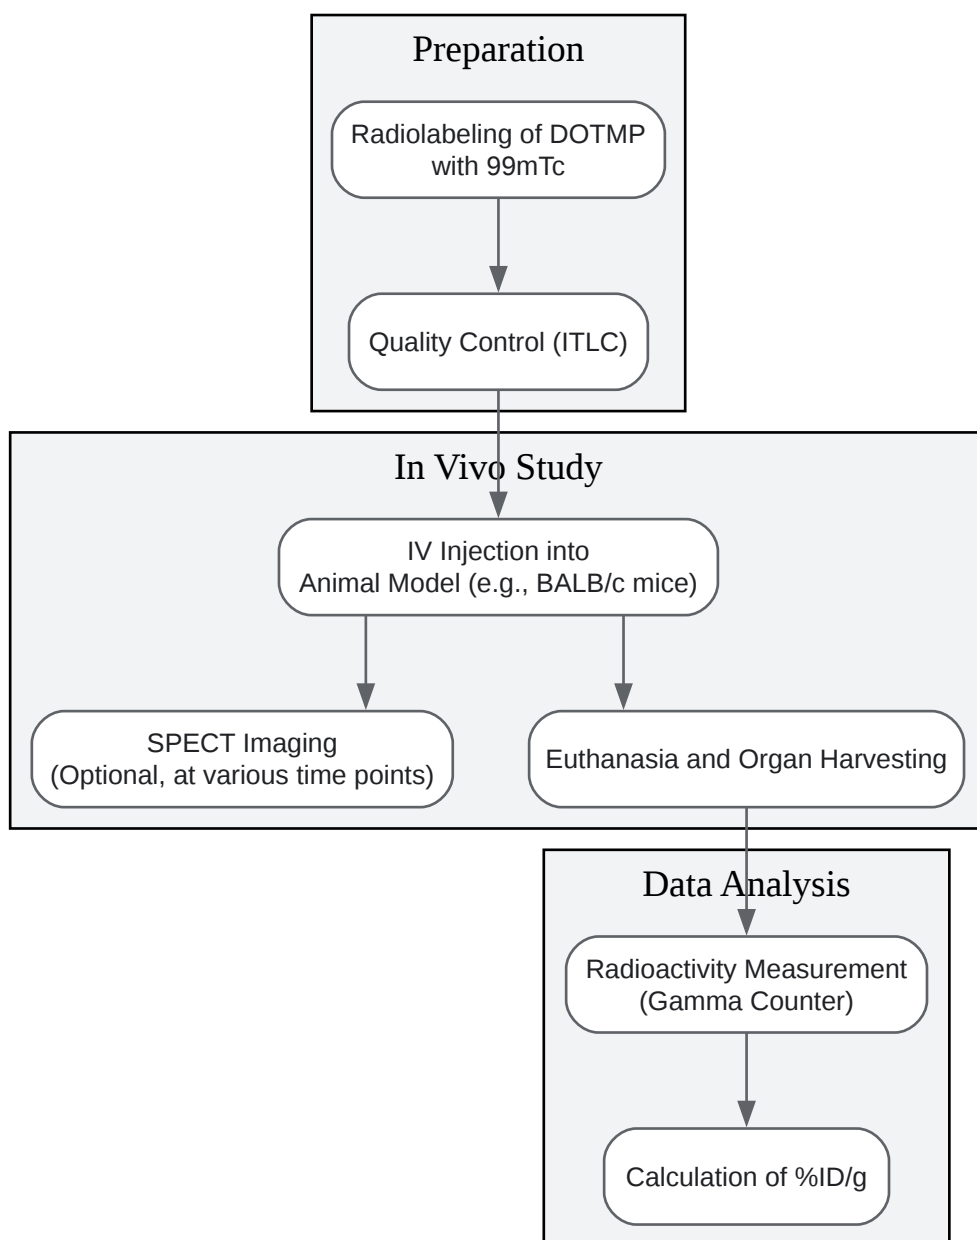 Preparation
Radiolabeling of DOTMP
with 99mTc
Quality Control (ITLC)
In Vivo Study
IV Injection into
Animal Model (e.g., BALB/c mice)
SPECT Imaging
(Optional, at various time points)
Euthanasia and Organ Harvesting
Data Analysis
Radioactivity Measurement
(Gamma Counter)
Calculation of %ID/g